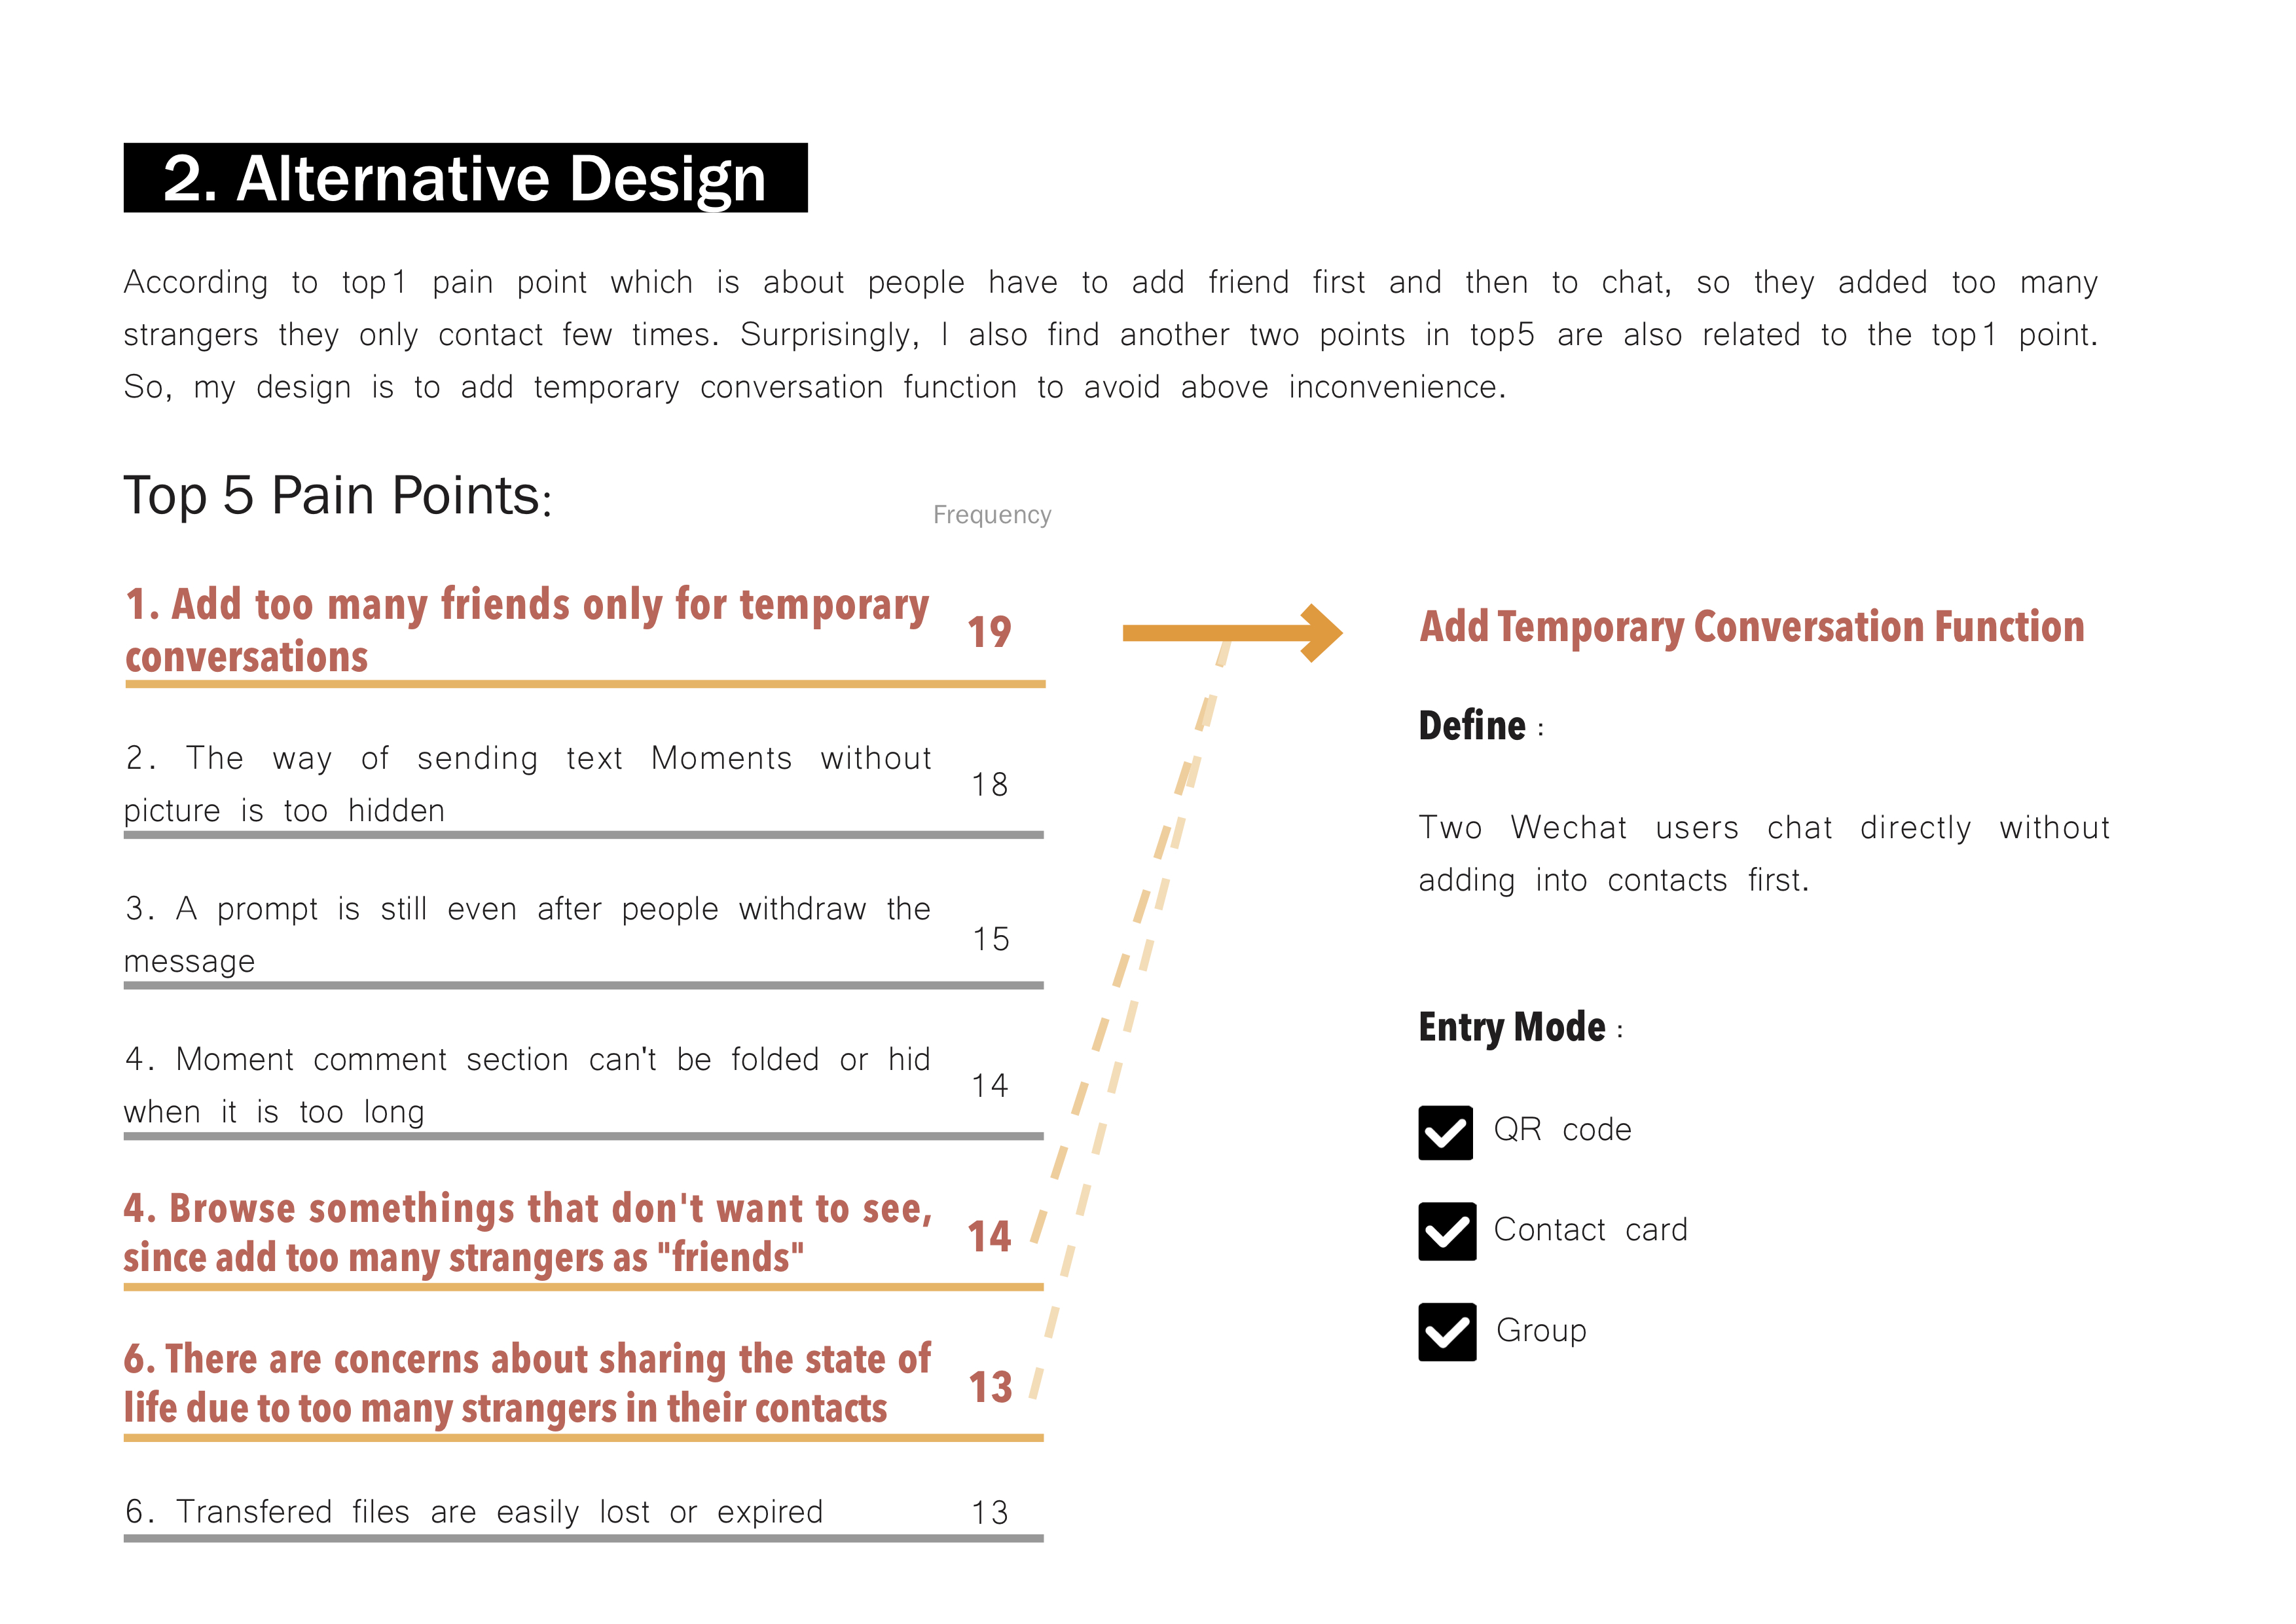 2. Alternative Design
According to top1 pain point which is about people have to add friend first and then to chat, so they added too many
strangers they only contact few times. Surprisingly, I also find another two points in top5 are also related to the top1 point.
So, my design is to add temporary conversation function to avoid above inconvenience.
Top 5 Pain Points:
Frequency
1. Add too many friends only for temporary
conversations
19
2. The way of sending text Moments without
picture is too hidden
18
3. A prompt is still even after people withdraw the
message
15
4. Moment comment section can't be folded or hid
when it is too long
14
4. Browse somethings that don't want to see,
since add too many strangers as "friends"
14
6. There are concerns about sharing the state of
life due to too many strangers in their contacts
13
6. Transfered files are easily lost or expired
13
Add Temporary Conversation Function
Define :
Two Wechat users chat directly without
adding into contacts first.
Entry Mode :
QR code
Contact card
Group